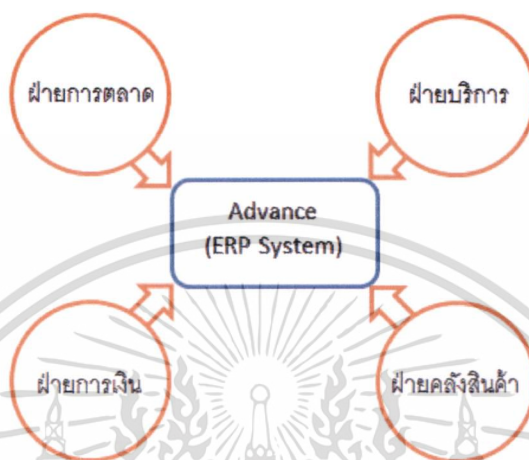 ฝ่ายการตลาด
ฝ่ายบริการ
Advance
(ERP System)
ฝ่ายการเงิน
ฝ่ายคลังสินค้า